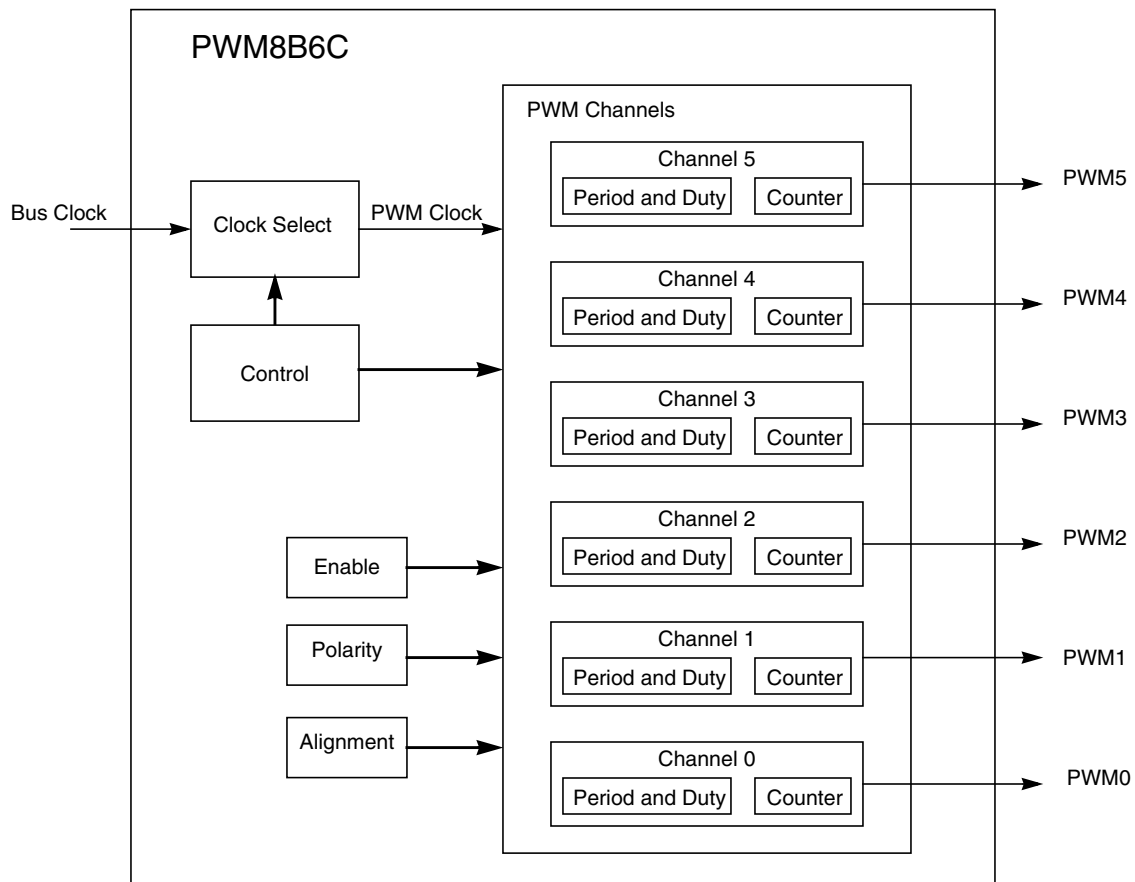 PWM8B6C
PWM Channels
Channel 5
Period and Duty
Counter
PWM5
Bus Clock
Clock Select
PWM Clock
Channel 4
Period and Duty
Counter
PWM4
Control
Channel 3
Period and Duty
Counter
PWM3
Channel 2
Period and Duty
Counter
PWM2
Enable
Channel 1
Period and Duty
Counter
PWM1
Polarity
Alignment
Channel 0
Period and Duty
Counter
PWM0